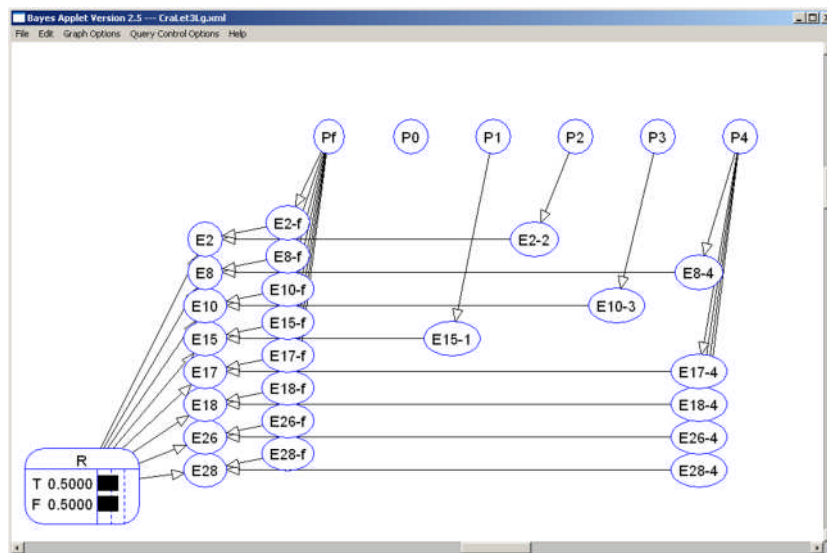 Bayes Applet Version 2.5 --- CraLet3Lg.xml
File Edit Graph Options Query Control Options Help
Pf P0 P1 P2 P3 P4
E2-f
E2 E2-2
E8-f
E8 E8-4
E10-f
E10 E10-3
E15-f
E15 E15-1
E17-f
E17 E17-4
E18-f
E18 E18-4
E26-f
E26 E26-4
E28-f
R E28 E28-4
T 0.5000
F 0.5000